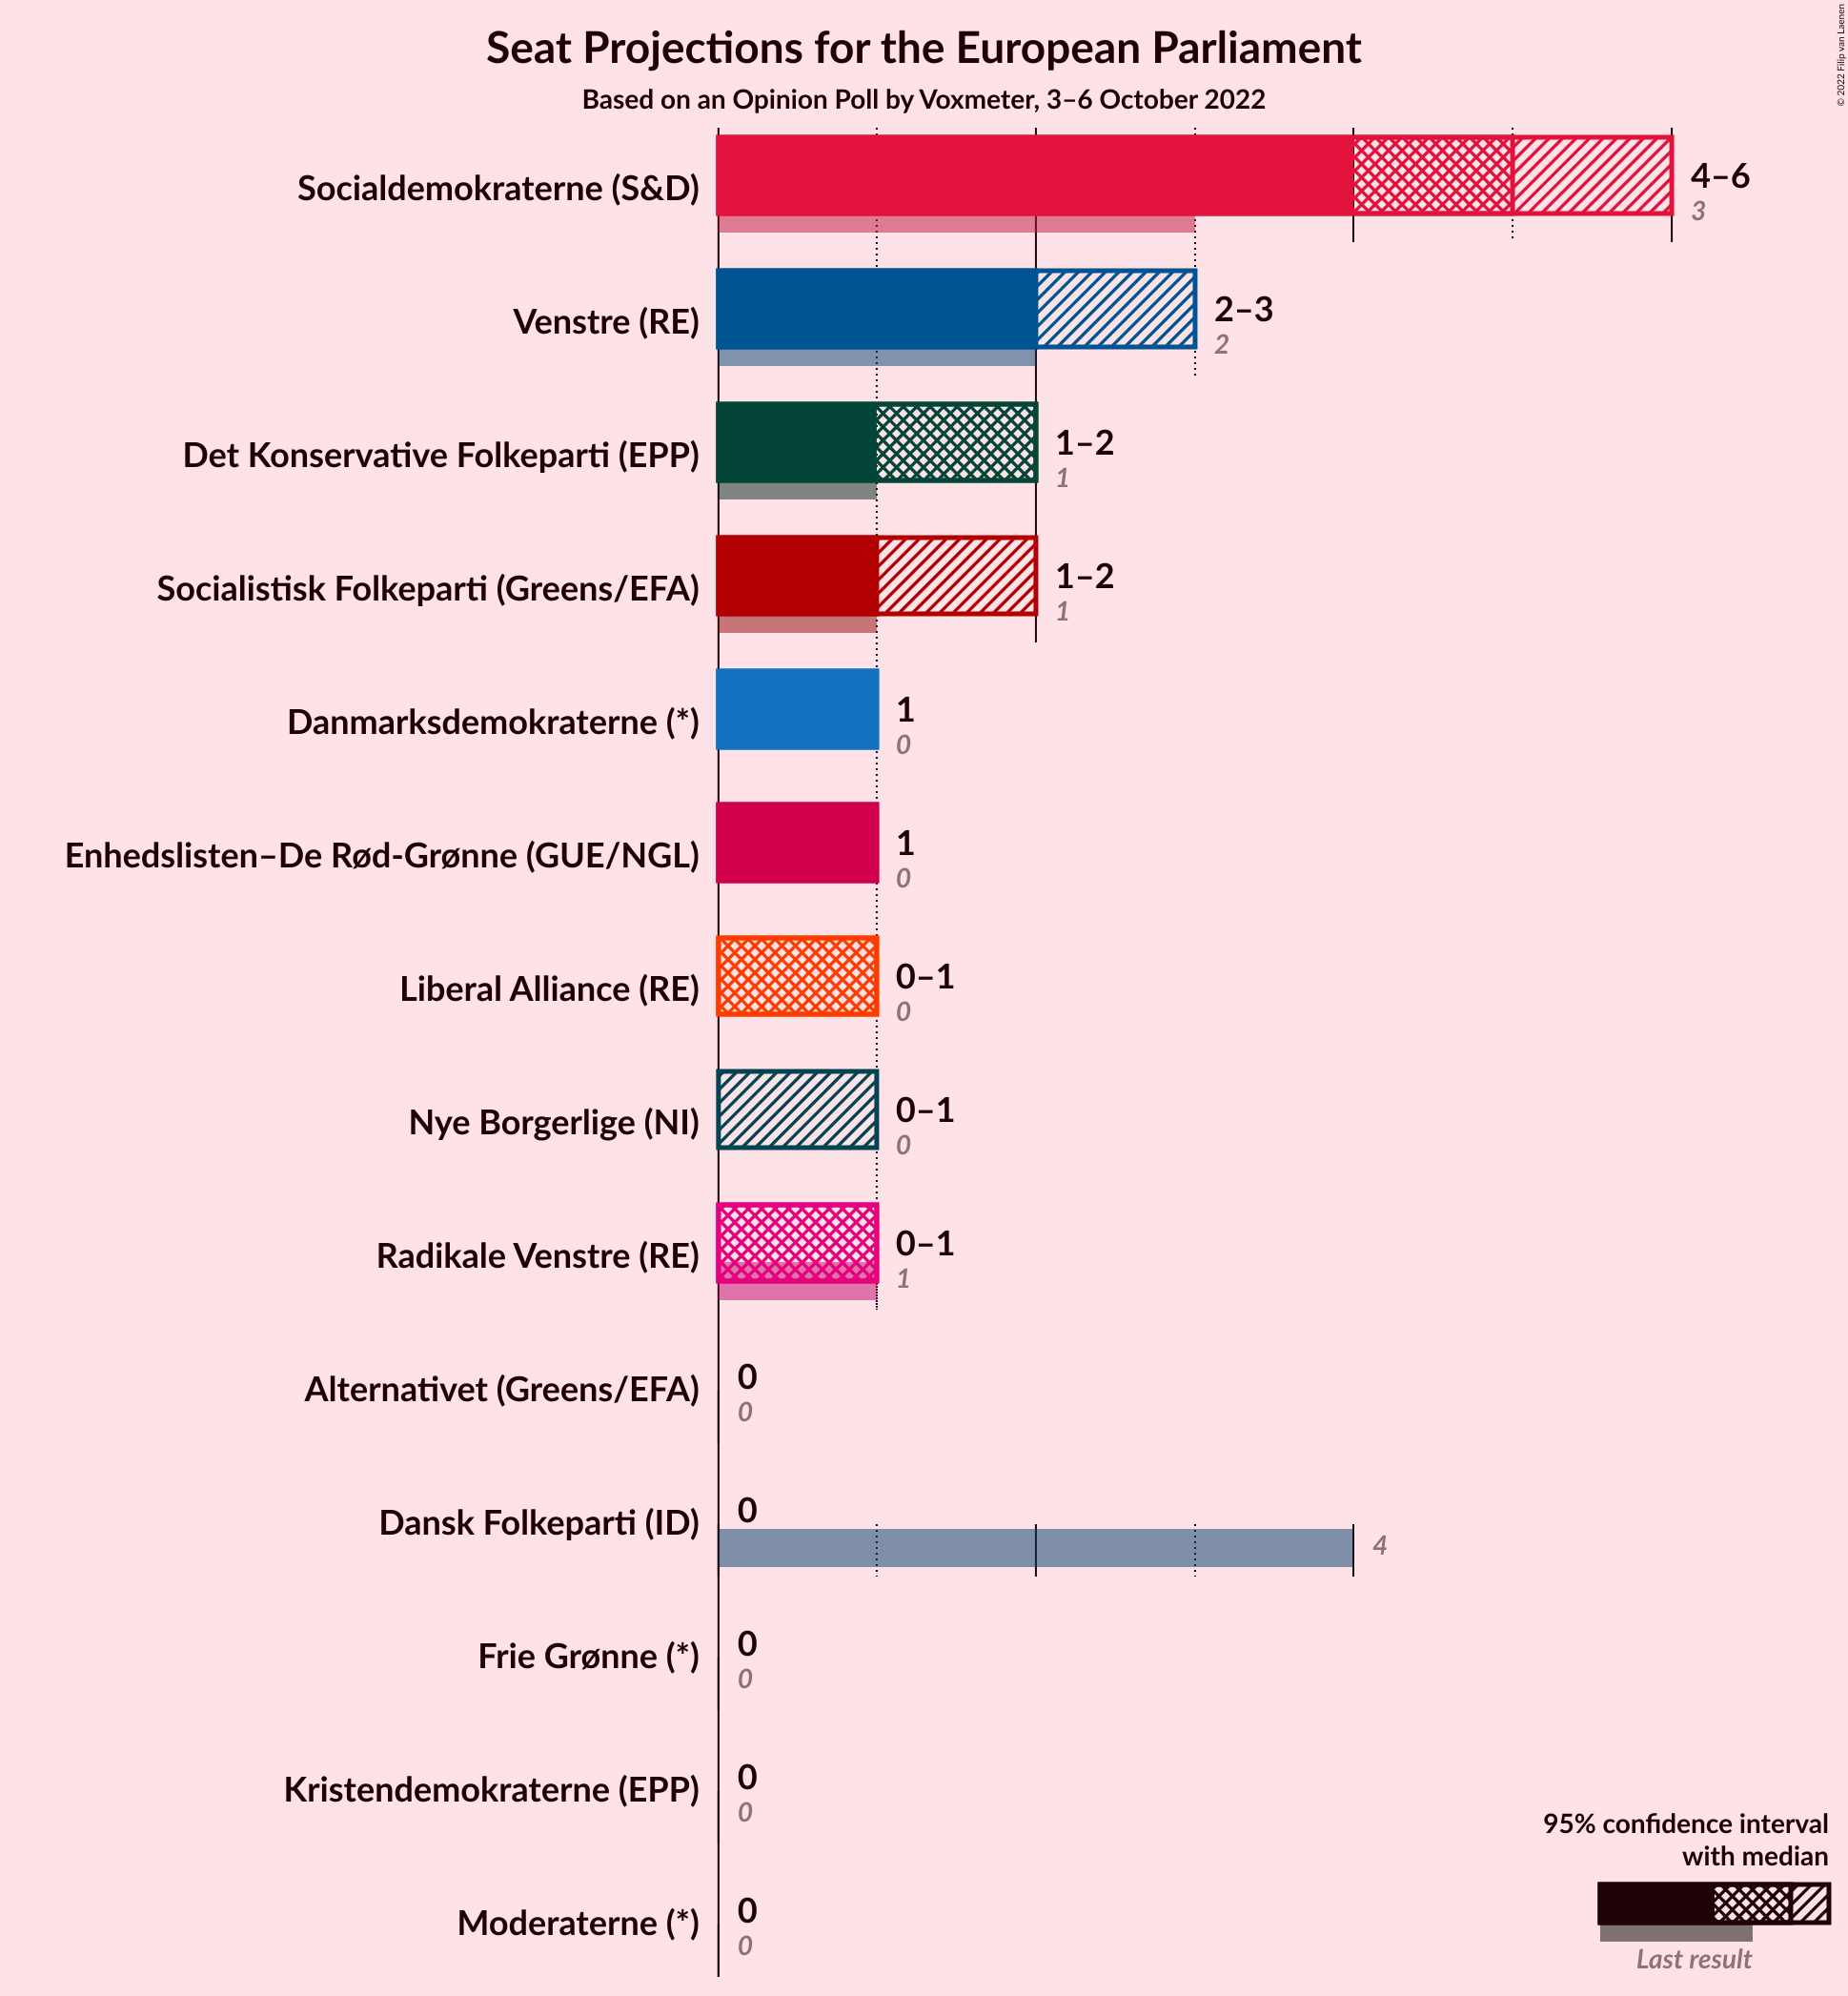 Seat Projections for the European Parliament
Based on an Opinion Poll by Voxmeter, 3–6 October 2022
© 2022 Filip van Laenen
Socialdemokraterne (S&D)
4–6
3
Venstre (RE)
2–3
2
Det Konservative Folkeparti (EPP)
1–2
1
Socialistisk Folkeparti (Greens/EFA)
1–2
1
Danmarksdemokraterne (*)
1
0
Enhedslisten–De Rød-Grønne (GUE/NGL)
1
0
Liberal Alliance (RE)
0–1
0
Nye Borgerlige (NI)
0–1
0
Radikale Venstre (RE)
0–1
1
Alternativet (Greens/EFA)
0
0
Dansk Folkeparti (ID)
0
4
Frie Grønne (*)
0
0
Kristendemokraterne (EPP)
0
0
Moderaterne (*)
0
0
95% confidence interval
with median
Last result